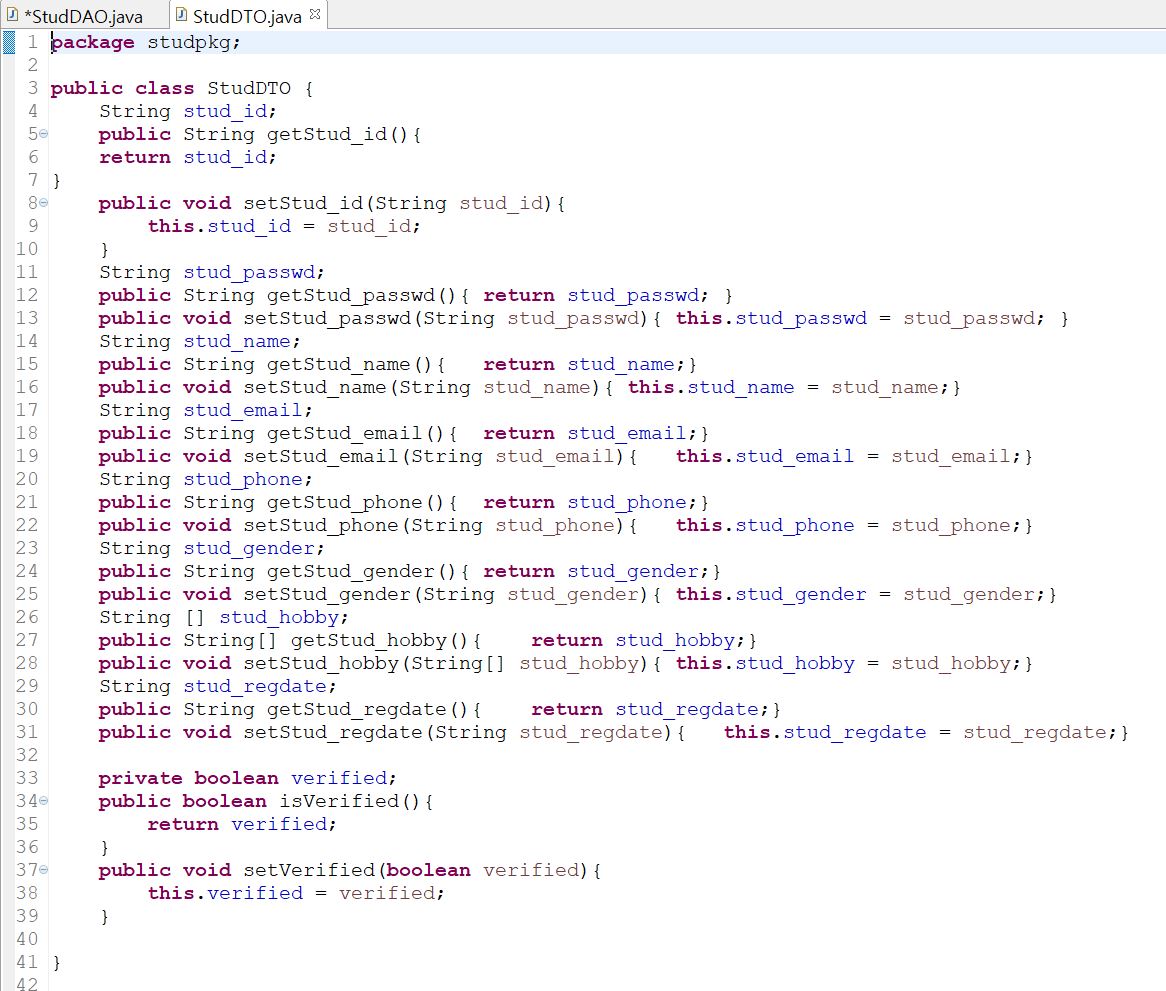 *StudDAO.java StudDTO.java
1 package studpkg;
2
3 public class StudDTO {
4     String stud_id;
5     public String getStud_id(){
6     return stud_id;
7 }
8     public void setStud_id(String stud_id){
9         this.stud_id = stud_id;
10     }
11     String stud_passwd;
12     public String getStud_passwd(){ return stud_passwd; }
13     public void setStud_passwd(String stud_passwd){ this.stud_passwd = stud_passwd; }
14     String stud_name;
15     public String getStud_name(){   return stud_name;}
16     public void setStud_name(String stud_name){ this.stud_name = stud_name;}
17     String stud_email;
18     public String getStud_email(){  return stud_email;}
19     public void setStud_email(String stud_email){   this.stud_email = stud_email;}
20     String stud_phone;
21     public String getStud_phone(){  return stud_phone;}
22     public void setStud_phone(String stud_phone){   this.stud_phone = stud_phone;}
23     String stud_gender;
24     public String getStud_gender(){ return stud_gender;}
25     public void setStud_gender(String stud_gender){ this.stud_gender = stud_gender;}
26     String [] stud_hobby;
27     public String[] getStud_hobby(){    return stud_hobby;}
28     public void setStud_hobby(String[] stud_hobby){ this.stud_hobby = stud_hobby;}
29     String stud_regdate;
30     public String getStud_regdate(){    return stud_regdate;}
31     public void setStud_regdate(String stud_regdate){   this.stud_regdate = stud_regdate;}
32
33     private boolean verified;
34     public boolean isVerified(){
35         return verified;
36     }
37     public void setVerified(boolean verified){
38         this.verified = verified;
39     }
40
41 }
42